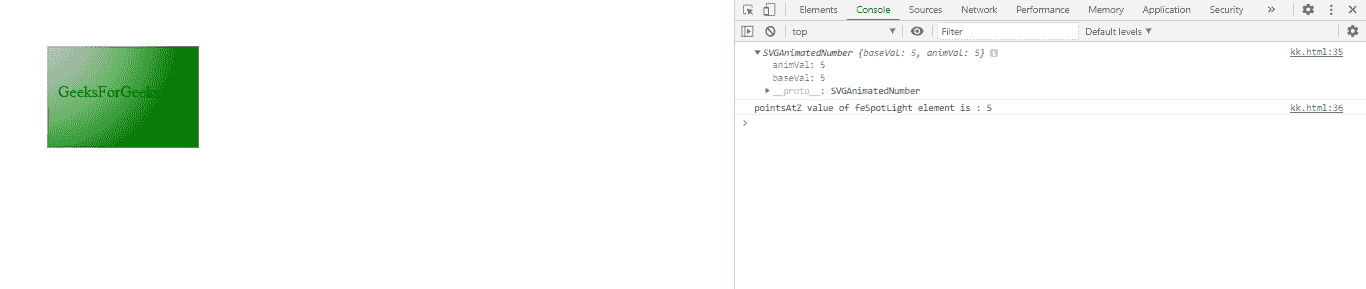 GeeksForGeeks
Elements Console Sources Network Performance Memory Application Security »
top ▼ Filter Default levels ▼
▼SVGAnimatedNumber {baseVal: 5, animVal: 5} i kk.html:35
animVal: 5
baseVal: 5
▶__proto__: SVGAnimatedNumber
pointsAtZ value of feSpotLight element is : 5 kk.html:36
>